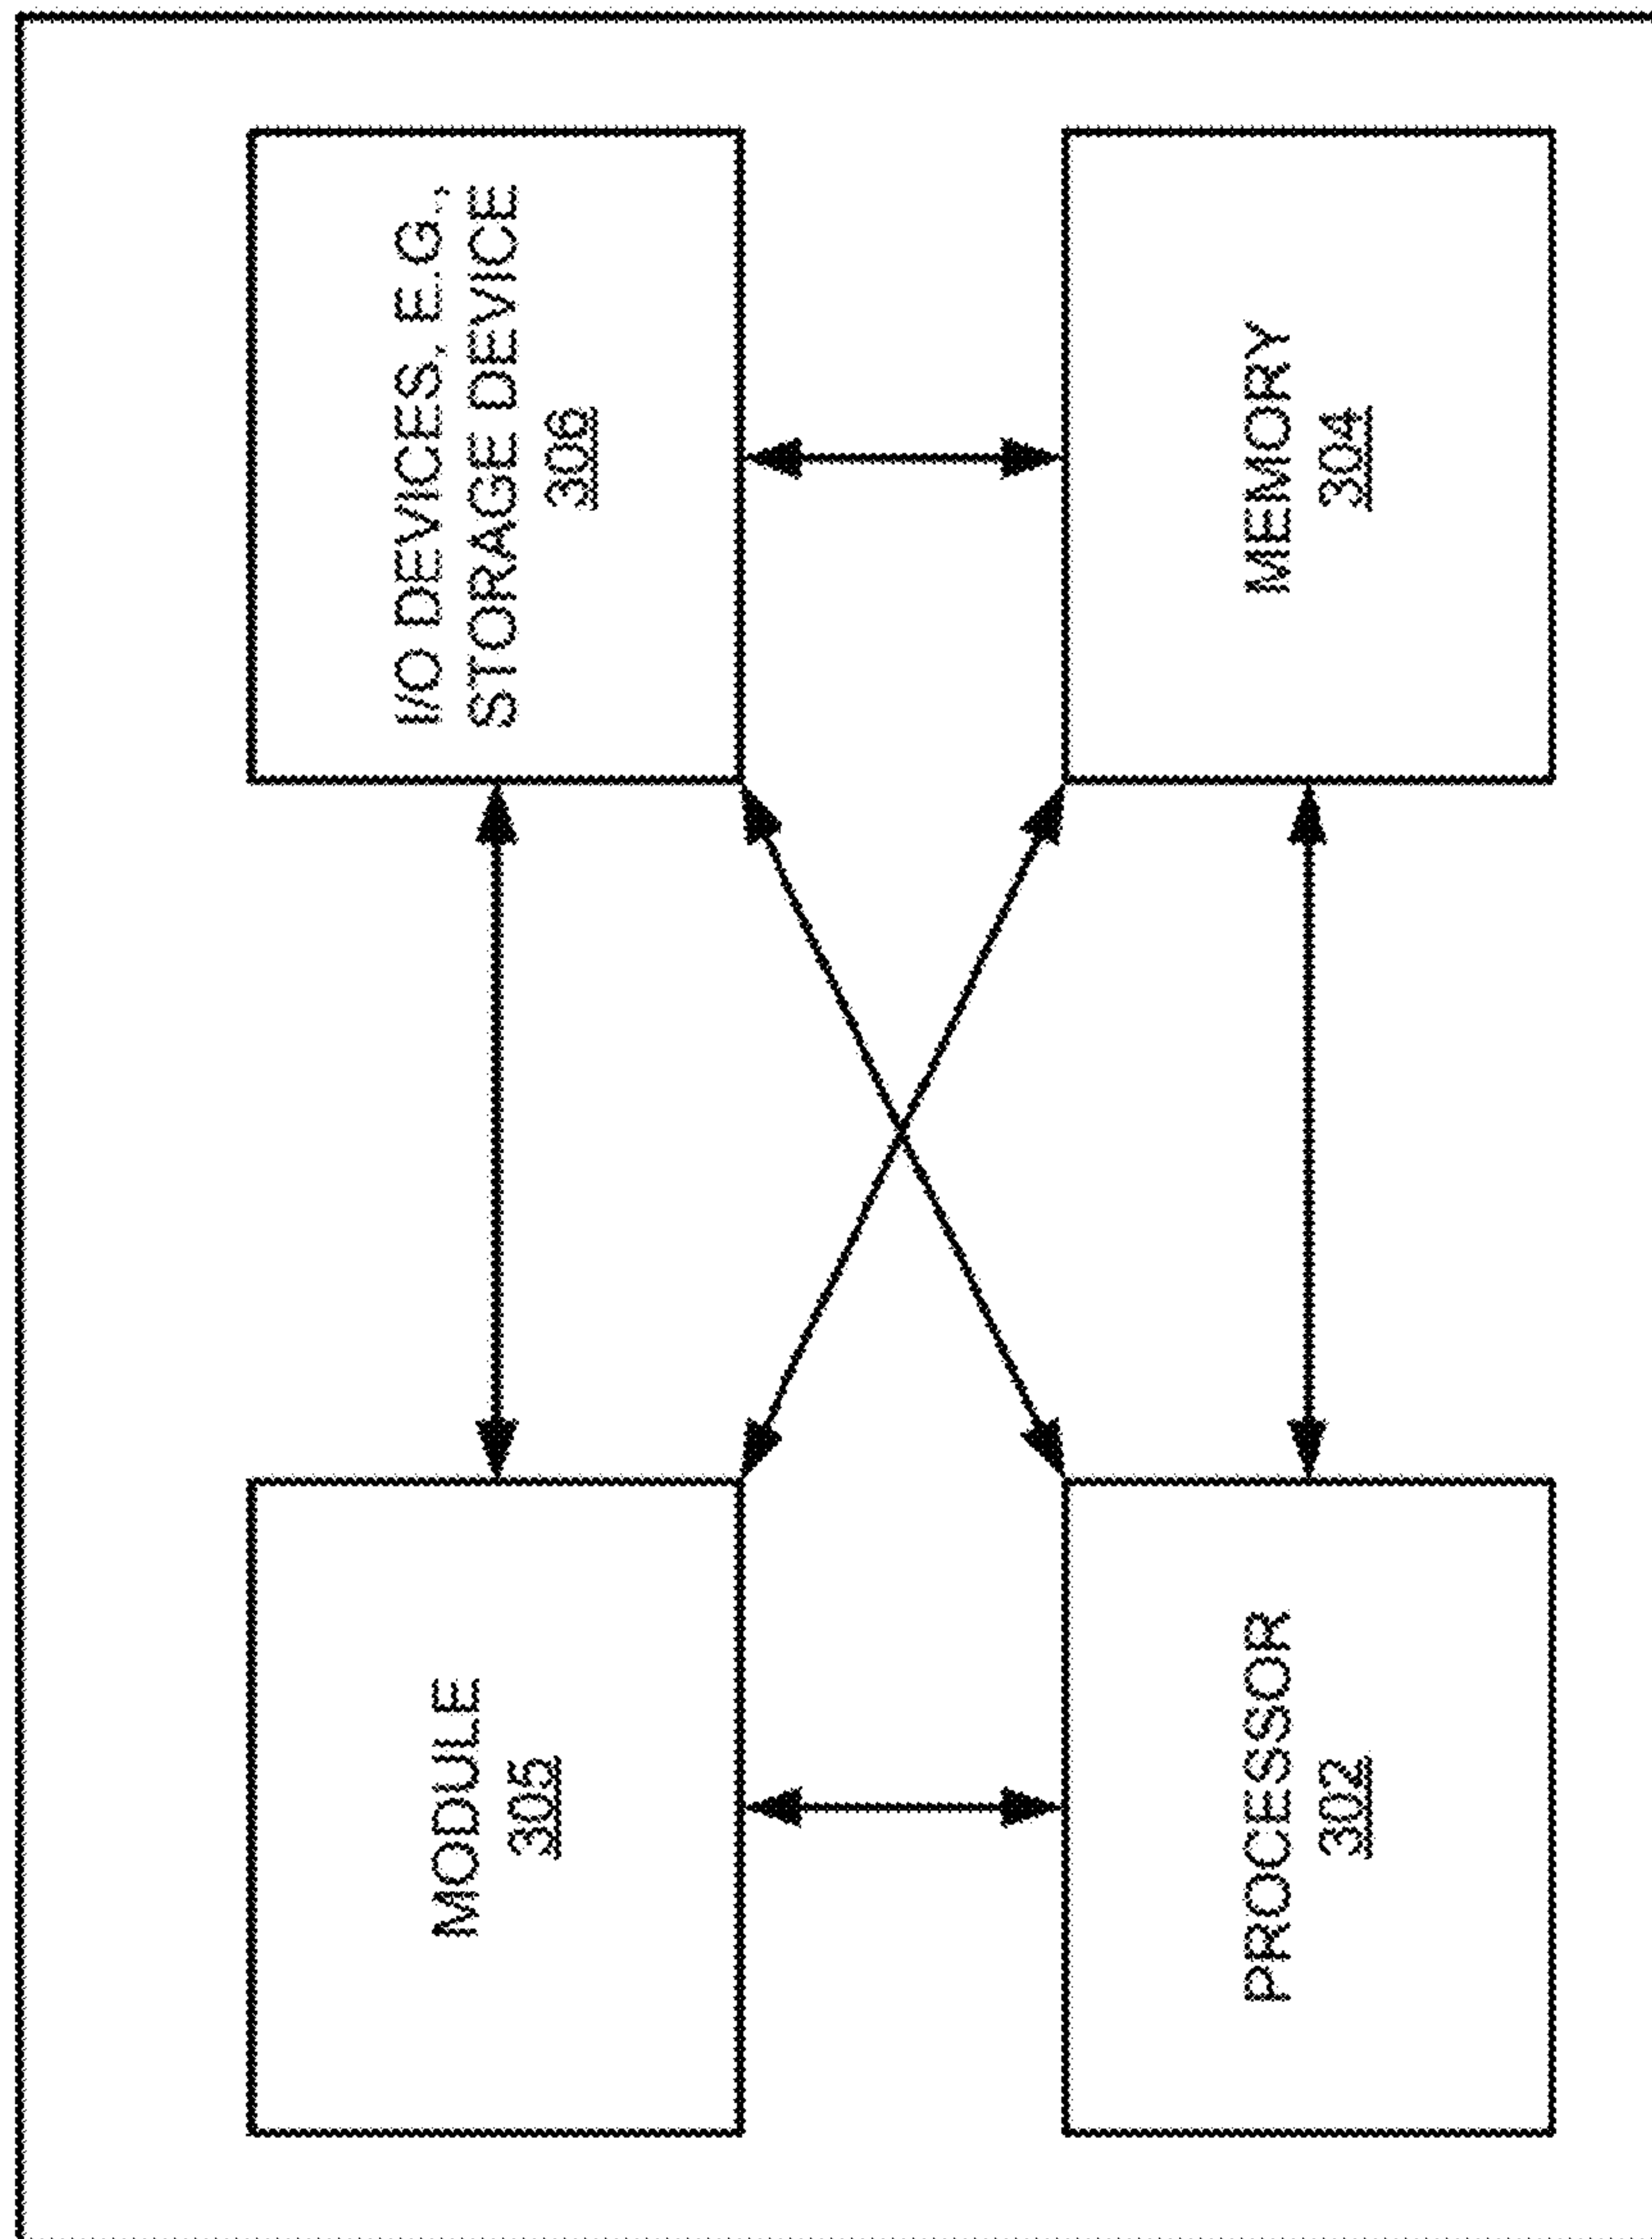 MODULE
305
I/O DEVICES, E.G.,
STORAGE DEVICE
306
PROCESSOR
302
MEMORY
304